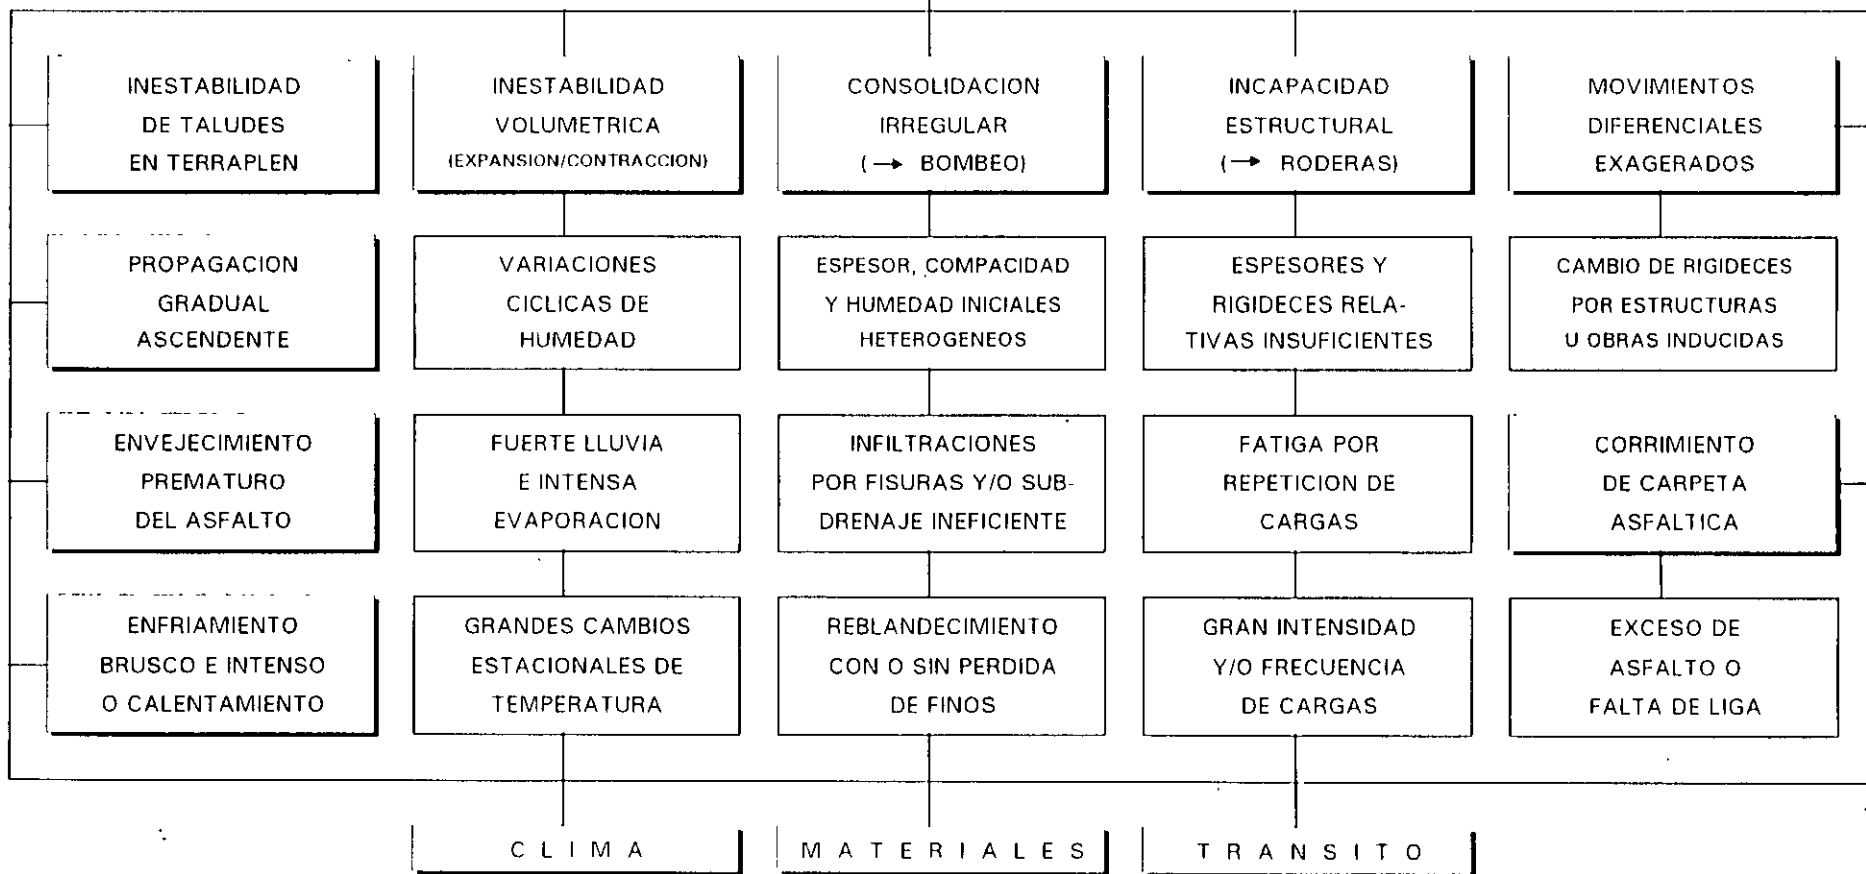 INESTABILIDAD
DE TALUDES
EN TERRAPLEN
INESTABILIDAD
VOLUMETRICA
(EXPANSION/CONTRACCION)
CONSOLIDACION
IRREGULAR
(→ BOMBEO)
INCAPACIDAD
ESTRUCTURAL
(→ RODERAS)
MOVIMIENTOS
DIFERENCIALES
EXAGERADOS
PROPAGACION
GRADUAL
ASCENDENTE
VARIACIONES
CICLICAS DE
HUMEDAD
ESPESOR, COMPACIDAD
Y HUMEDAD INICIALES
HETEROGENEOS
ESPESORES Y
RIGIDECES RELA-
TIVAS INSUFICIENTES
CAMBIO DE RIGIDECES
POR ESTRUCTURAS
U OBRAS INDUCIDAS
ENVEJECIMIENTO
PREMATURO
DEL ASFALTO
FUERTE LLUVIA
E INTENSA
EVAPORACION
INFILTRACIONES
POR FISURAS Y/O SUB-
DRENAJE INEFICIENTE
FATIGA POR
REPETICION DE
CARGAS
CORRIMIENTO
DE CARPETA
ASFALTICA
ENFRIAMIENTO
BRUSCO E INTENSO
O CALENTAMIENTO
GRANDES CAMBIOS
ESTACIONALES DE
TEMPERATURA
REBLANDECIMIENTO
CON O SIN PERDIDA
DE FINOS
GRAN INTENSIDAD
Y/O FRECUENCIA
DE CARGAS
EXCESO DE
ASFALTO O
FALTA DE LIGA
CLIMA
MATERIALES
TRANSITO